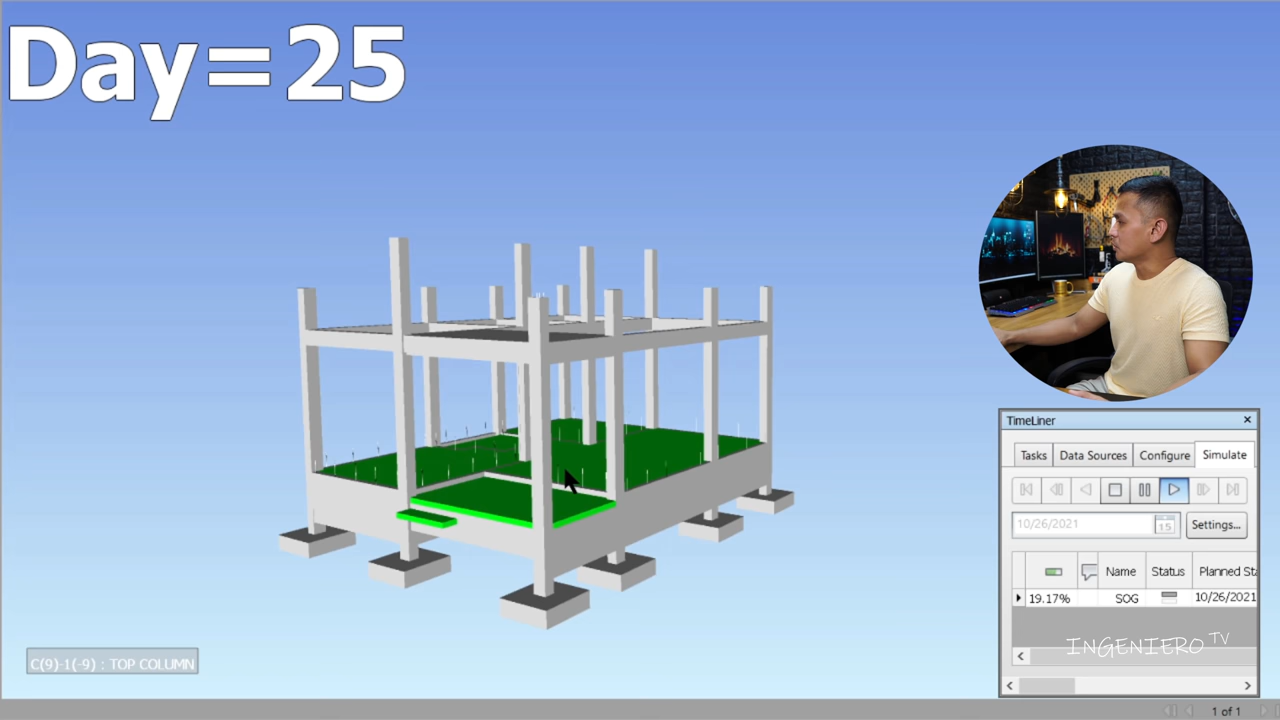 Day=25
TimeLiner
Tasks Data Sources Configure Simulate
10/26/2021 15 Settings...
Name Status Planned Sta
19.17% SOG 10/26/2021
INGENIERO TV
C(9)-1(-9) : TOP COLUMN
1 of 1